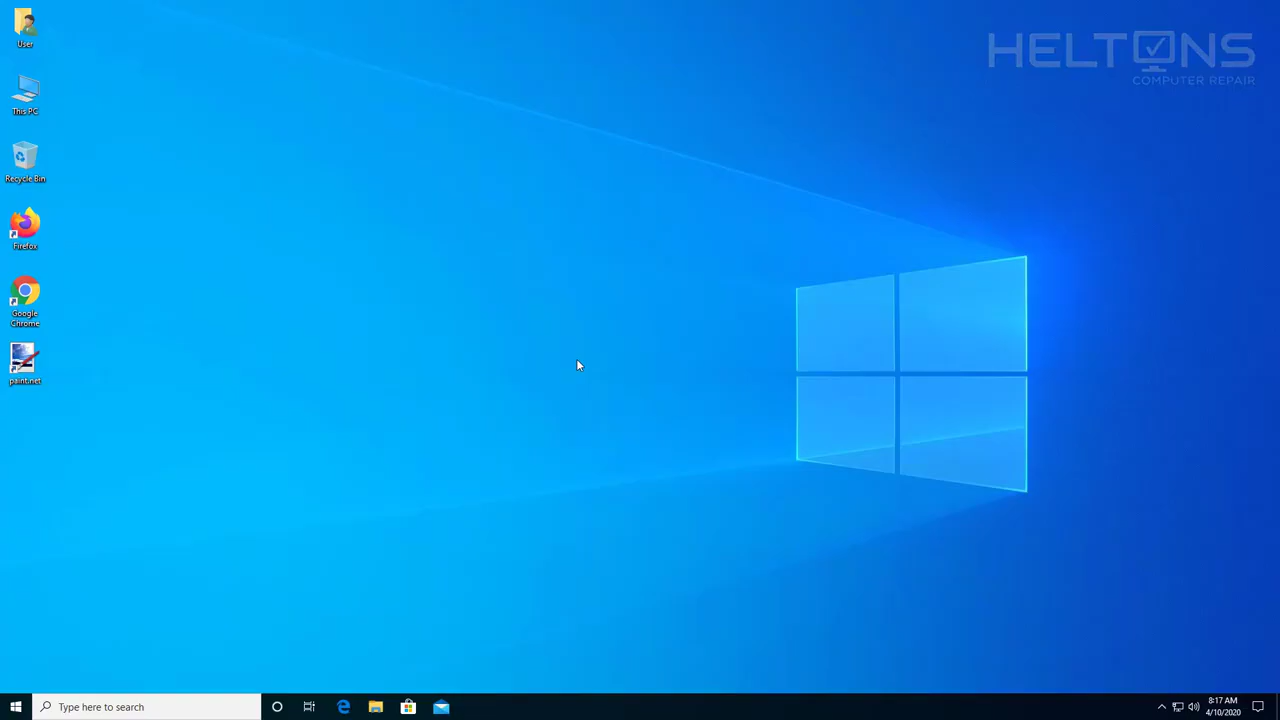 User
This PC
Recycle Bin
Firefox
Google
Chrome
paint.net
HELTONS
COMPUTER REPAIR
Type here to search
8:17 AM
4/10/2020